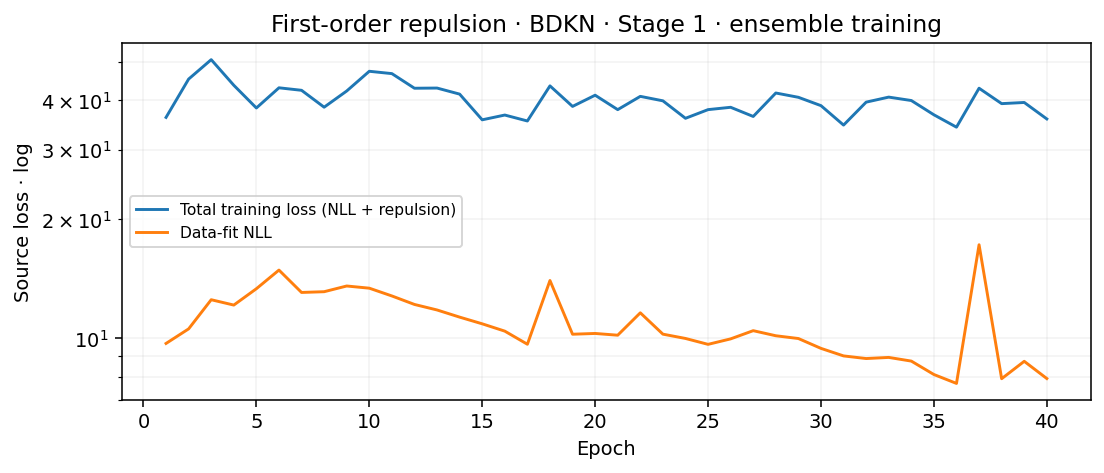 First-order repulsion · BDKN · Stage 1 · ensemble training
Source loss · log
4 × 10¹
3 × 10¹
2 × 10¹
10¹
Total training loss (NLL + repulsion)
Data-fit NLL
0 5 10 15 20 25 30 35 40
Epoch